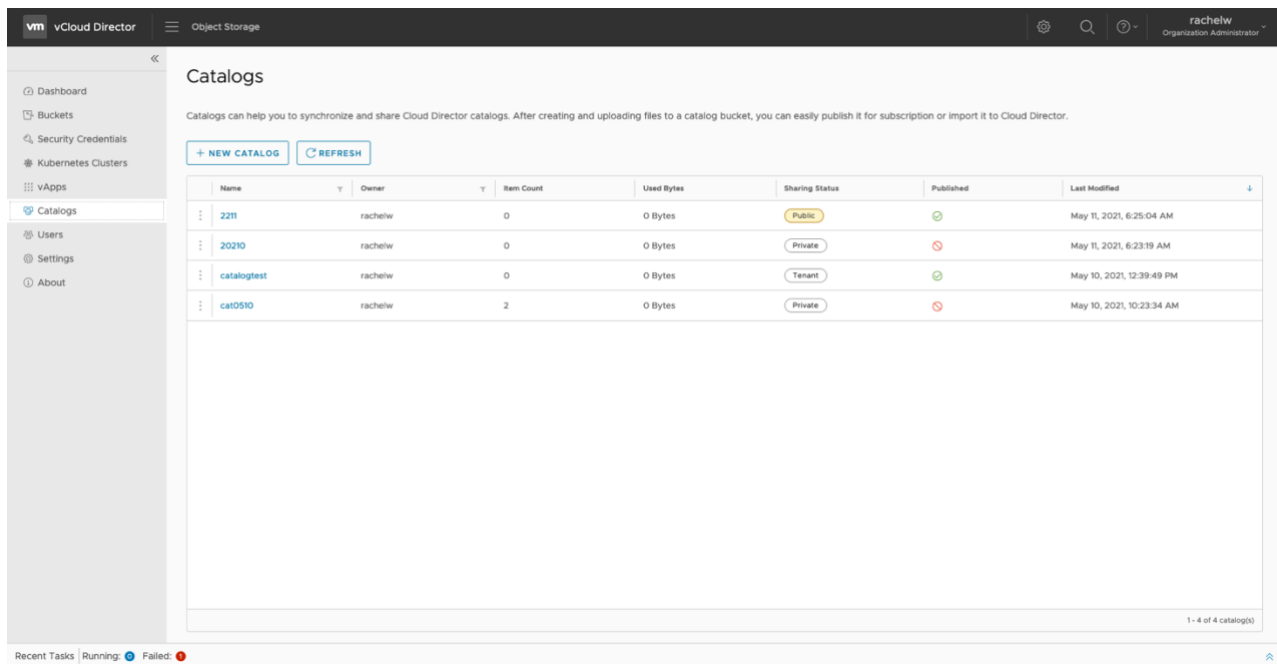 vm vCloud Director Object Storage rachelw
Organization Administrator
Dashboard
Buckets
Security Credentials
Kubernetes Clusters
vApps
Catalogs
Users
Settings
About
Catalogs
Catalogs can help you to synchronize and share Cloud Director catalogs. After creating and uploading files to a catalog bucket, you can easily publish it for subscription or import it to Cloud Director.
+ NEW CATALOG REFRESH
Name Owner Item Count Used Bytes Sharing Status Published Last Modified
2211 rachelw 0 0 Bytes Public May 11, 2021, 6:25:04 AM
20210 rachelw 0 0 Bytes Private May 11, 2021, 6:23:19 AM
catalogtest rachelw 0 0 Bytes Tenant May 10, 2021, 12:39:49 PM
cat0510 rachelw 2 0 Bytes Private May 10, 2021, 10:23:34 AM
1 - 4 of 4 catalog(s)
Recent Tasks Running: 0 Failed: 1